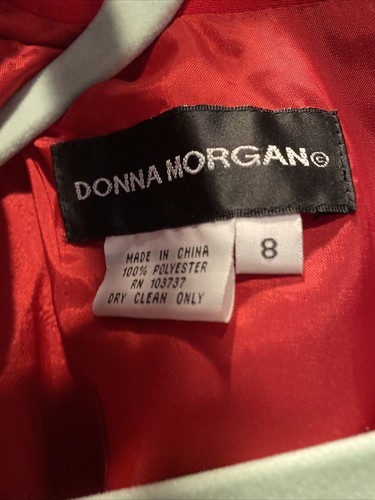 DONNA MORGAN©
8
MADE IN CHINA
100% POLYESTER
RN 103737
DRY CLEAN ONLY